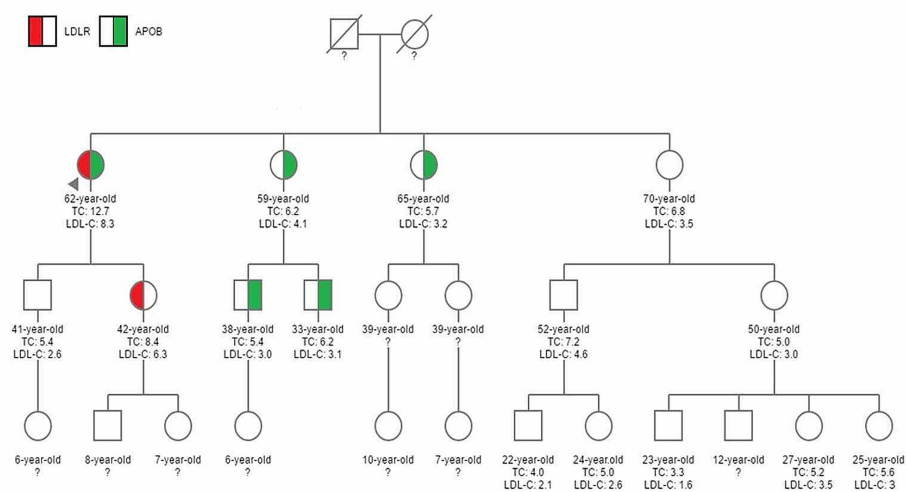 LDLR APOB
? ?
62-year-old 59-year-old 65-year-old 70-year-old
TC: 12.7 TC: 6.2 TC: 5.7 TC: 6.8
LDL-C: 8.3 LDL-C: 4.1 LDL-C: 3.2 LDL-C: 3.5
41-year-old 42-year-old 38-year-old 33-year-old 39-year-old 39-year-old 52-year-old 50-year-old
TC: 5.4 TC: 8.4 TC: 5.4 TC: 6.2 ? ? TC: 7.2 TC: 5.0
LDL-C: 2.6 LDL-C: 6.3 LDL-C: 3.0 LDL-C: 3.1 LDL-C: 4.6 LDL-C: 3.0
6-year-old 8-year-old 7-year-old 6-year-old 10-year-old 7-year-old 22-year-old 24-year.old 23-year-old 12-year-old 27-year-old 25-year-old
? ? ? ? ? ? TC: 4.0 TC: 5.0 TC: 3.3 ? TC: 5.2 TC: 5.6
LDL-C: 2.1 LDL-C: 2.6 LDL-C: 1.6 LDL-C: 3.5 LDL-C: 3